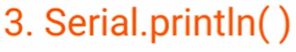 3. Serial.println( )